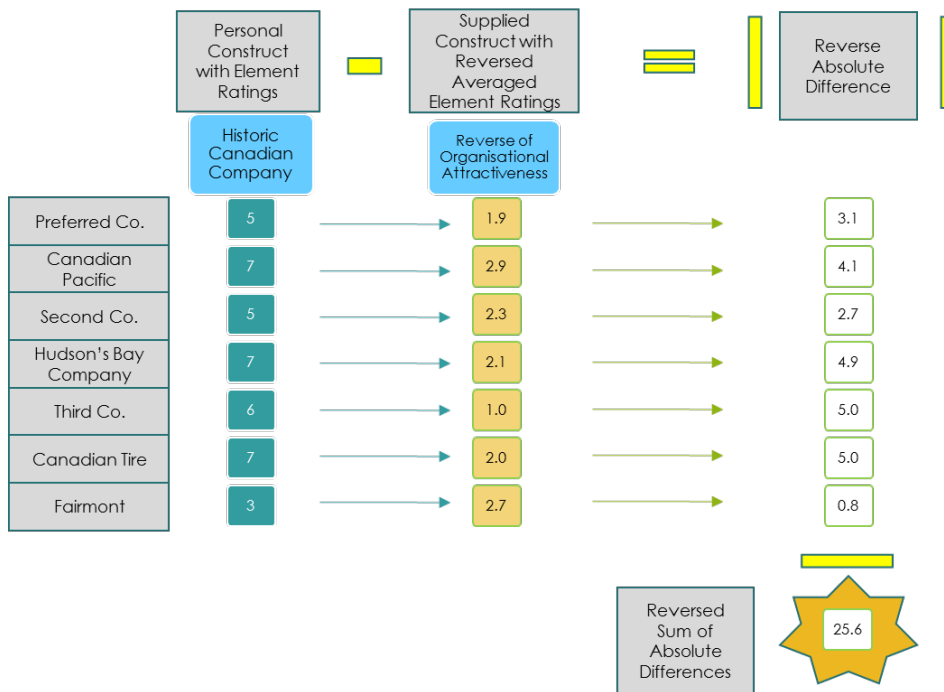 Personal
Construct
with Element
Ratings
Supplied
Construct with
Reversed
Averaged
Element Ratings
Reverse
Absolute
Difference
Historic
Canadian
Company
Reverse of
Organisational
Attractiveness
Preferred Co.
5
1.9
3.1
Canadian
Pacific
7
2.9
4.1
Second Co.
5
2.3
2.7
Hudson's Bay
Company
7
2.1
4.9
Third Co.
6
1.0
5.0
Canadian Tire
7
2.0
5.0
Fairmont
3
2.7
0.8
Reversed
Sum of
Absolute
Differences
25.6